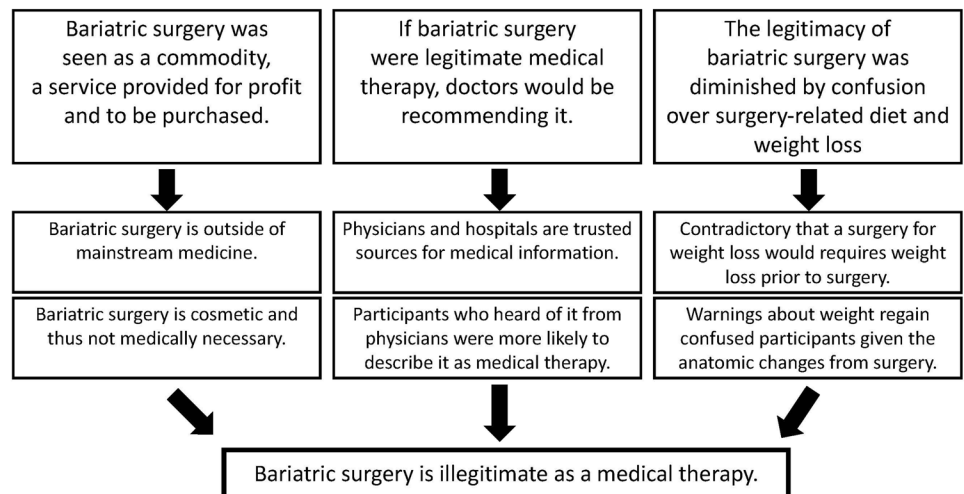 Bariatric surgery was
seen as a commodity,
a service provided for profit
and to be purchased.
If bariatric surgery
were legitimate medical
therapy, doctors would be
recommending it.
The legitimacy of
bariatric surgery was
diminished by confusion
over surgery-related diet and
weight loss
Bariatric surgery is outside of
mainstream medicine.
Physicians and hospitals are trusted
sources for medical information.
Contradictory that a surgery for
weight loss would requires weight
loss prior to surgery.
Bariatric surgery is cosmetic and
thus not medically necessary.
Participants who heard of it from
physicians were more likely to
describe it as medical therapy.
Warnings about weight regain
confused participants given the
anatomic changes from surgery.
Bariatric surgery is illegitimate as a medical therapy.